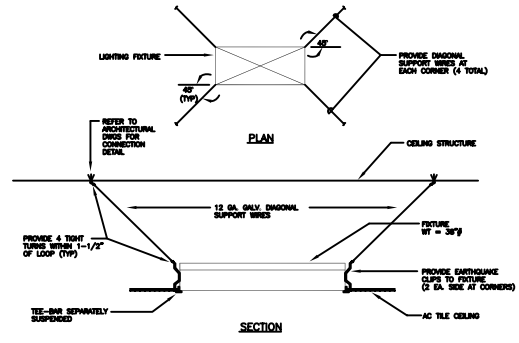 LIGHTING FIXTURE
45°
PROVIDE DIAGONAL
SUPPORT WIRES AT
EACH CORNER (4 TOTAL)
45°
(TYP)
PLAN
REFER TO
ARCHITECTURAL
DWGS FOR
CONNECTION
DETAIL
CEILING STRUCTURE
12 GA. GALV. DIAGONAL
SUPPORT WIRES
FIXTURE
WT = 38#
PROVIDE 4 TIGHT
TURNS WITHIN 1-1/2"
OF LOOP (TYP)
PROVIDE EARTHQUAKE
CLIPS TO FIXTURE
(2 EA. SIDE AT CORNERS)
TEE-BAR SEPARATELY
SUSPENDED
AC TILE CEILING
SECTION